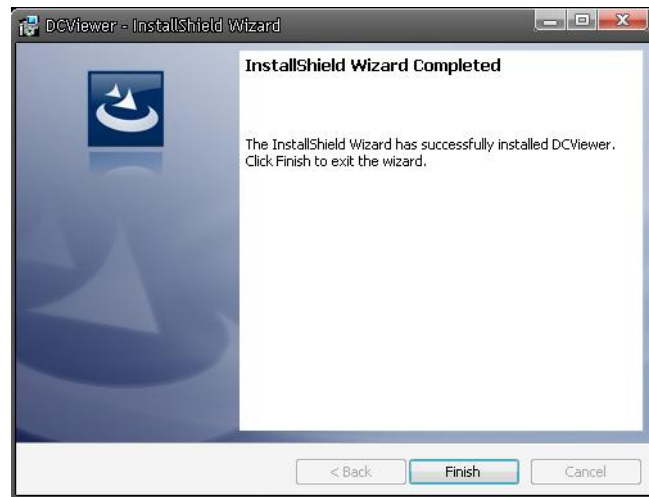 DCViewer - InstallShield Wizard
InstallShield Wizard Completed
The InstallShield Wizard has successfully installed DCViewer.
Click Finish to exit the wizard.
< Back
Finish
Cancel